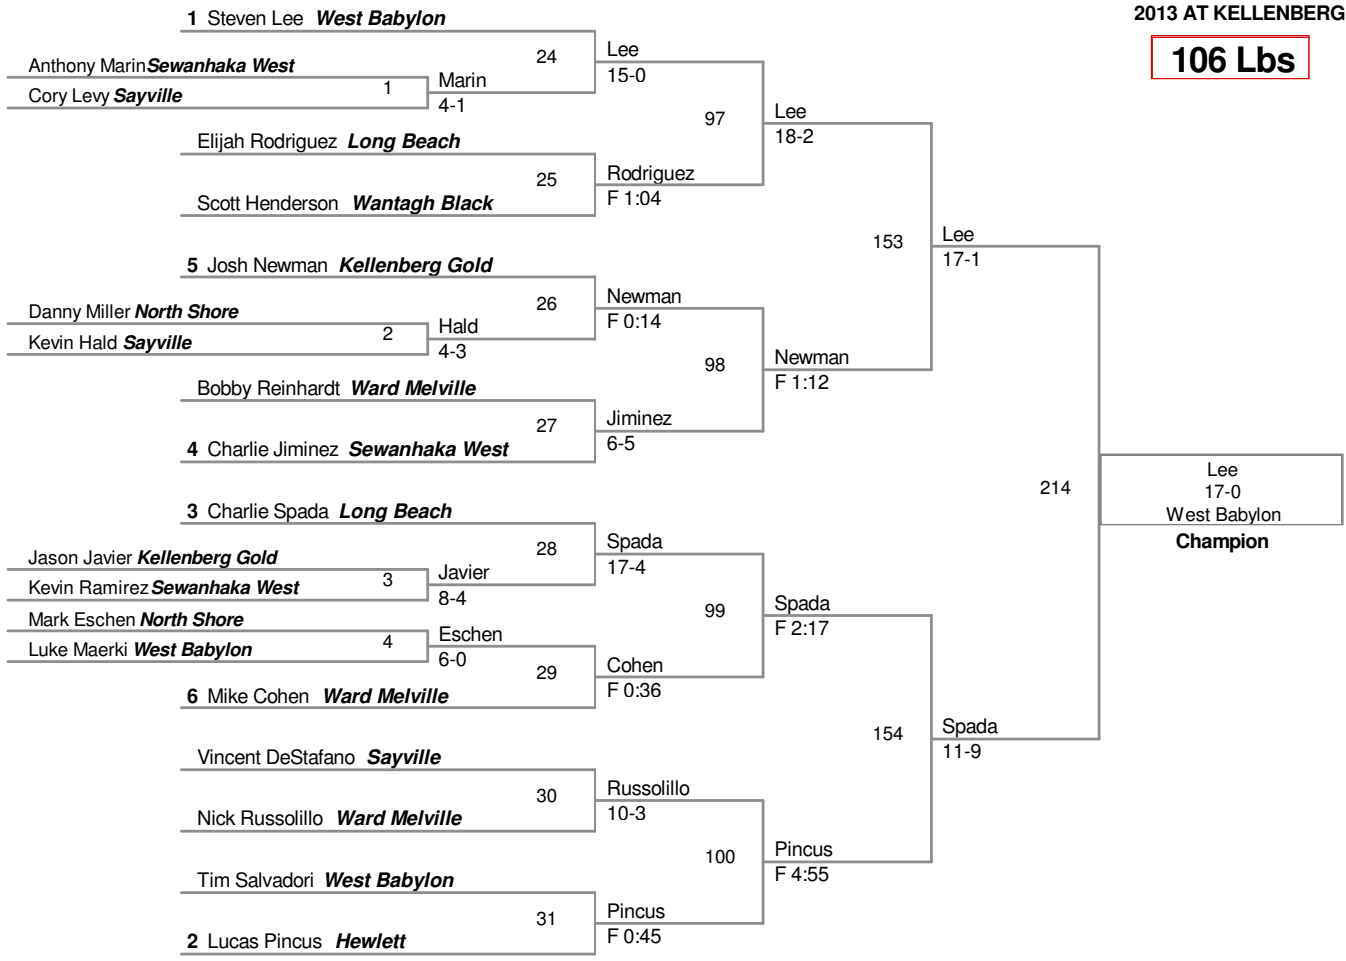 2013 AT KELLENBERG
106 Lbs
1 Steven Lee West Babylon
24
Lee
15-0
Anthony Marin Sewanhaka West
1
Marin
4-1
Cory Levy Sayville
97
Lee
18-2
Elijah Rodriguez Long Beach
25
Rodriguez
F 1:04
Scott Henderson Wantagh Black
153
Lee
17-1
5 Josh Newman Kellenberg Gold
26
Newman
F 0:14
Danny Miller North Shore
2
Hald
4-3
Kevin Hald Sayville
98
Newman
F 1:12
Bobby Reinhardt Ward Melville
27
Jiminez
6-5
4 Charlie Jiminez Sewanhaka West
214
Lee
17-0
West Babylon
Champion
3 Charlie Spada Long Beach
28
Spada
17-4
Jason Javier Kellenberg Gold
3
Javier
8-4
Kevin Ramirez Sewanhaka West
99
Spada
F 2:17
Mark Eschen North Shore
4
Eschen
6-0
Luke Maerki West Babylon
29
Cohen
F 0:36
6 Mike Cohen Ward Melville
154
Spada
11-9
Vincent DeStafano Sayville
30
Russolillo
10-3
Nick Russolillo Ward Melville
100
Pincus
F 4:55
Tim Salvadori West Babylon
31
Pincus
F 0:45
2 Lucas Pincus Hewlett